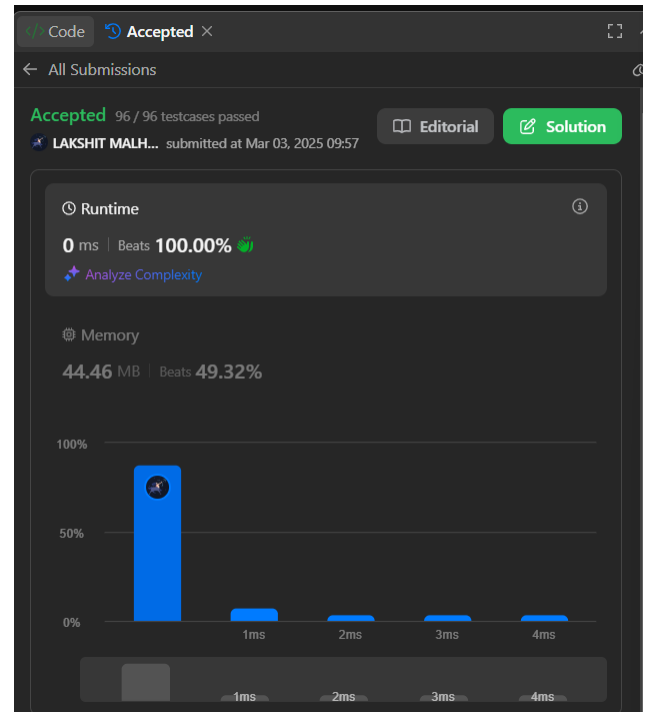 </> Code Accepted ×
All Submissions
Accepted 96 / 96 testcases passed
LAKSHIT MALH... submitted at Mar 03, 2025 09:57
Editorial
Solution
Runtime
0 ms | Beats 100.00%
Analyze Complexity
Memory
44.46 MB | Beats 49.32%
100%
50%
0%
1ms 2ms 3ms 4ms
1ms 2ms 3ms 4ms